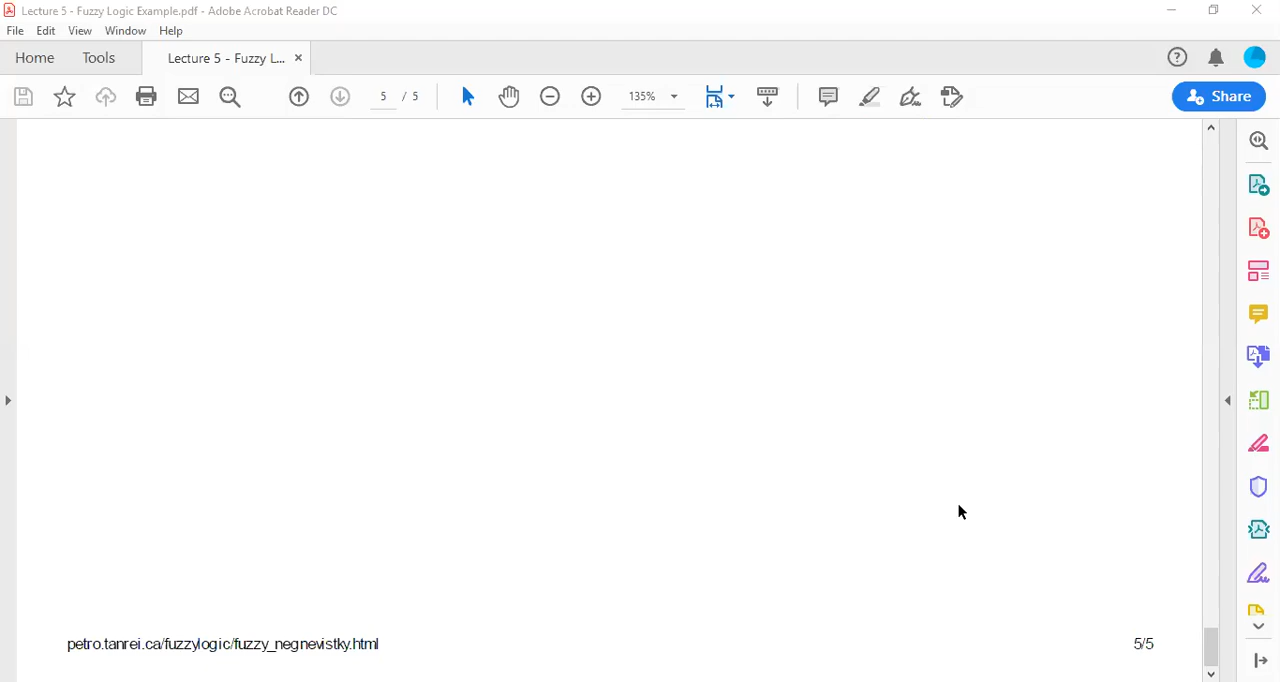 Lecture 5 - Fuzzy Logic Example.pdf - Adobe Acrobat Reader DC
File Edit View Window Help
Home Tools Lecture 5 - Fuzzy L... ×
5 / 5 135% Share
petro.tanrei.ca/fuzzylogic/fuzzy_negnevistky.html 5/5